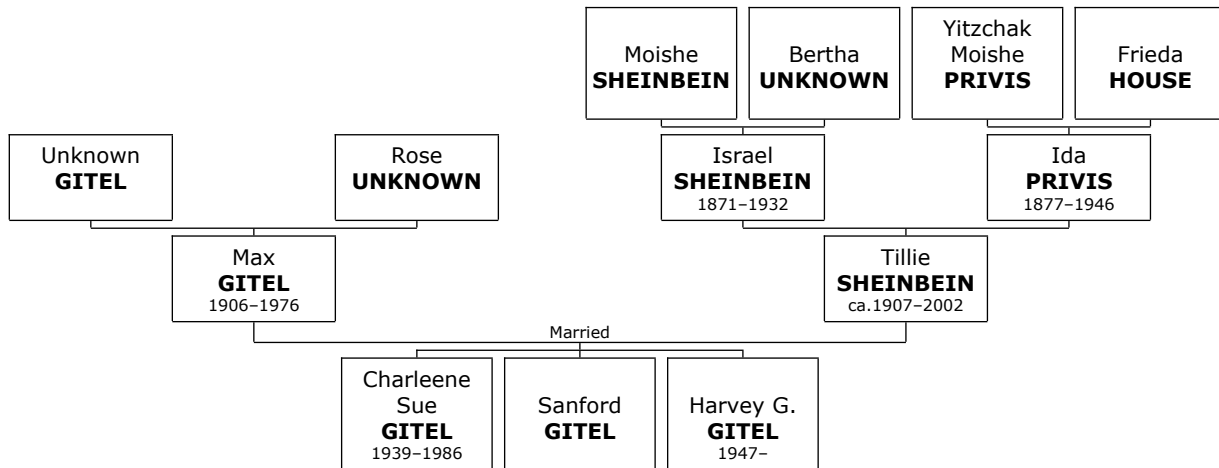 Moishe
SHEINBEIN
Bertha
UNKNOWN
Yitzchak
Moishe
PRIVIS
Frieda
HOUSE
Unknown
GITEL
Rose
UNKNOWN
Israel
SHEINBEIN
1871–1932
Ida
PRIVIS
1877–1946
Max
GITEL
1906–1976
Tillie
SHEINBEIN
ca.1907–2002
Married
Charleene
Sue
GITEL
1939–1986
Sanford
GITEL
Harvey G.
GITEL
1947–